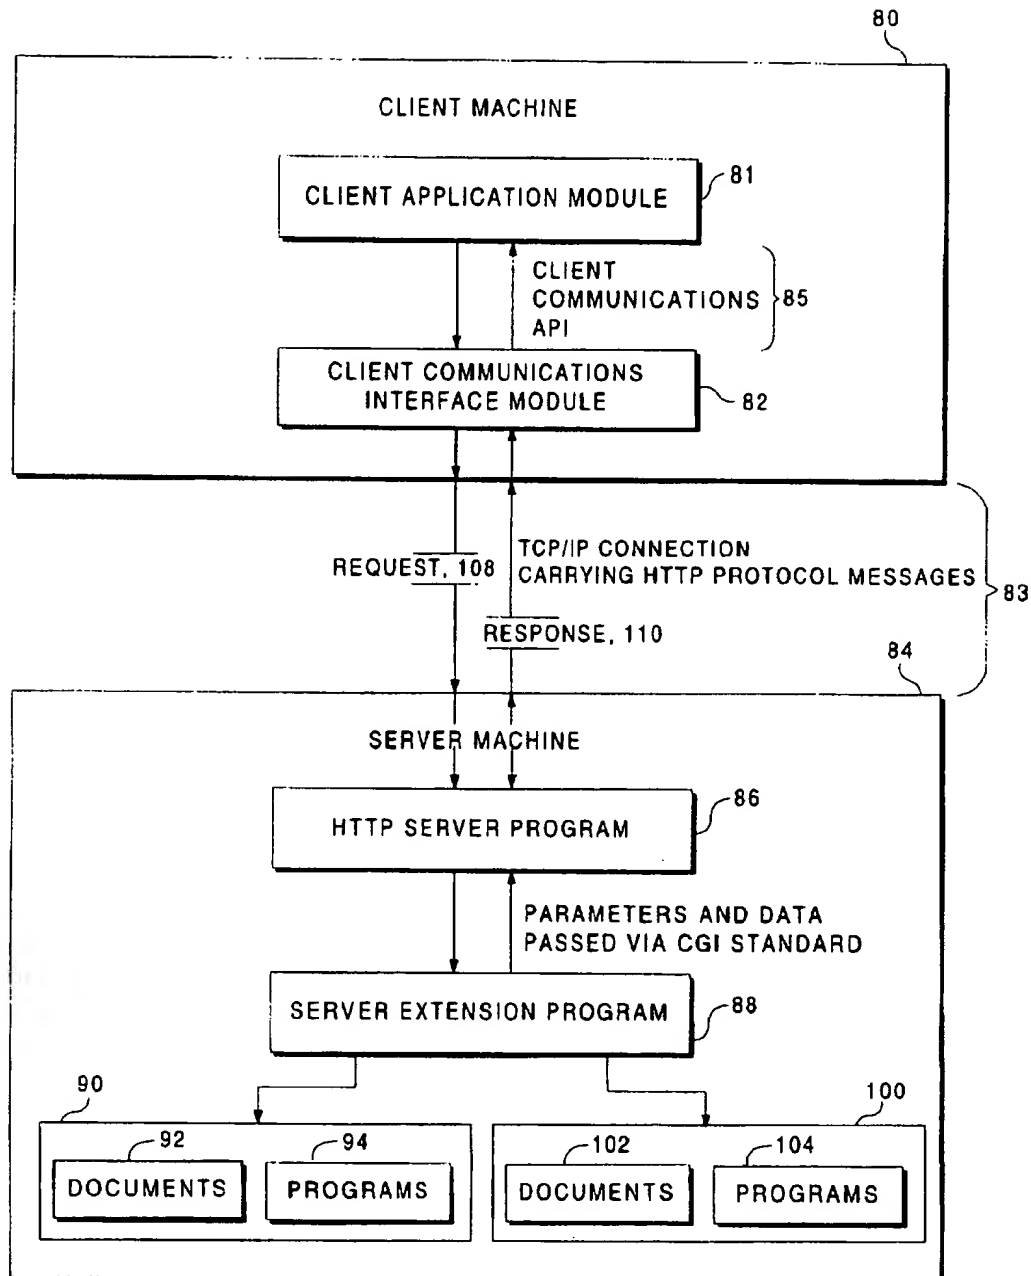 80
CLIENT MACHINE
CLIENT APPLICATION MODULE
81
CLIENT
COMMUNICATIONS
API
85
CLIENT COMMUNICATIONS
INTERFACE MODULE
82
TCP/IP CONNECTION
CARRYING HTTP PROTOCOL MESSAGES
REQUEST, 108
83
RESPONSE, 110
84
SERVER MACHINE
86
HTTP SERVER PROGRAM
PARAMETERS AND DATA
PASSED VIA CGI STANDARD
SERVER EXTENSION PROGRAM
88
90
100
92
94
102
104
DOCUMENTS
PROGRAMS
DOCUMENTS
PROGRAMS